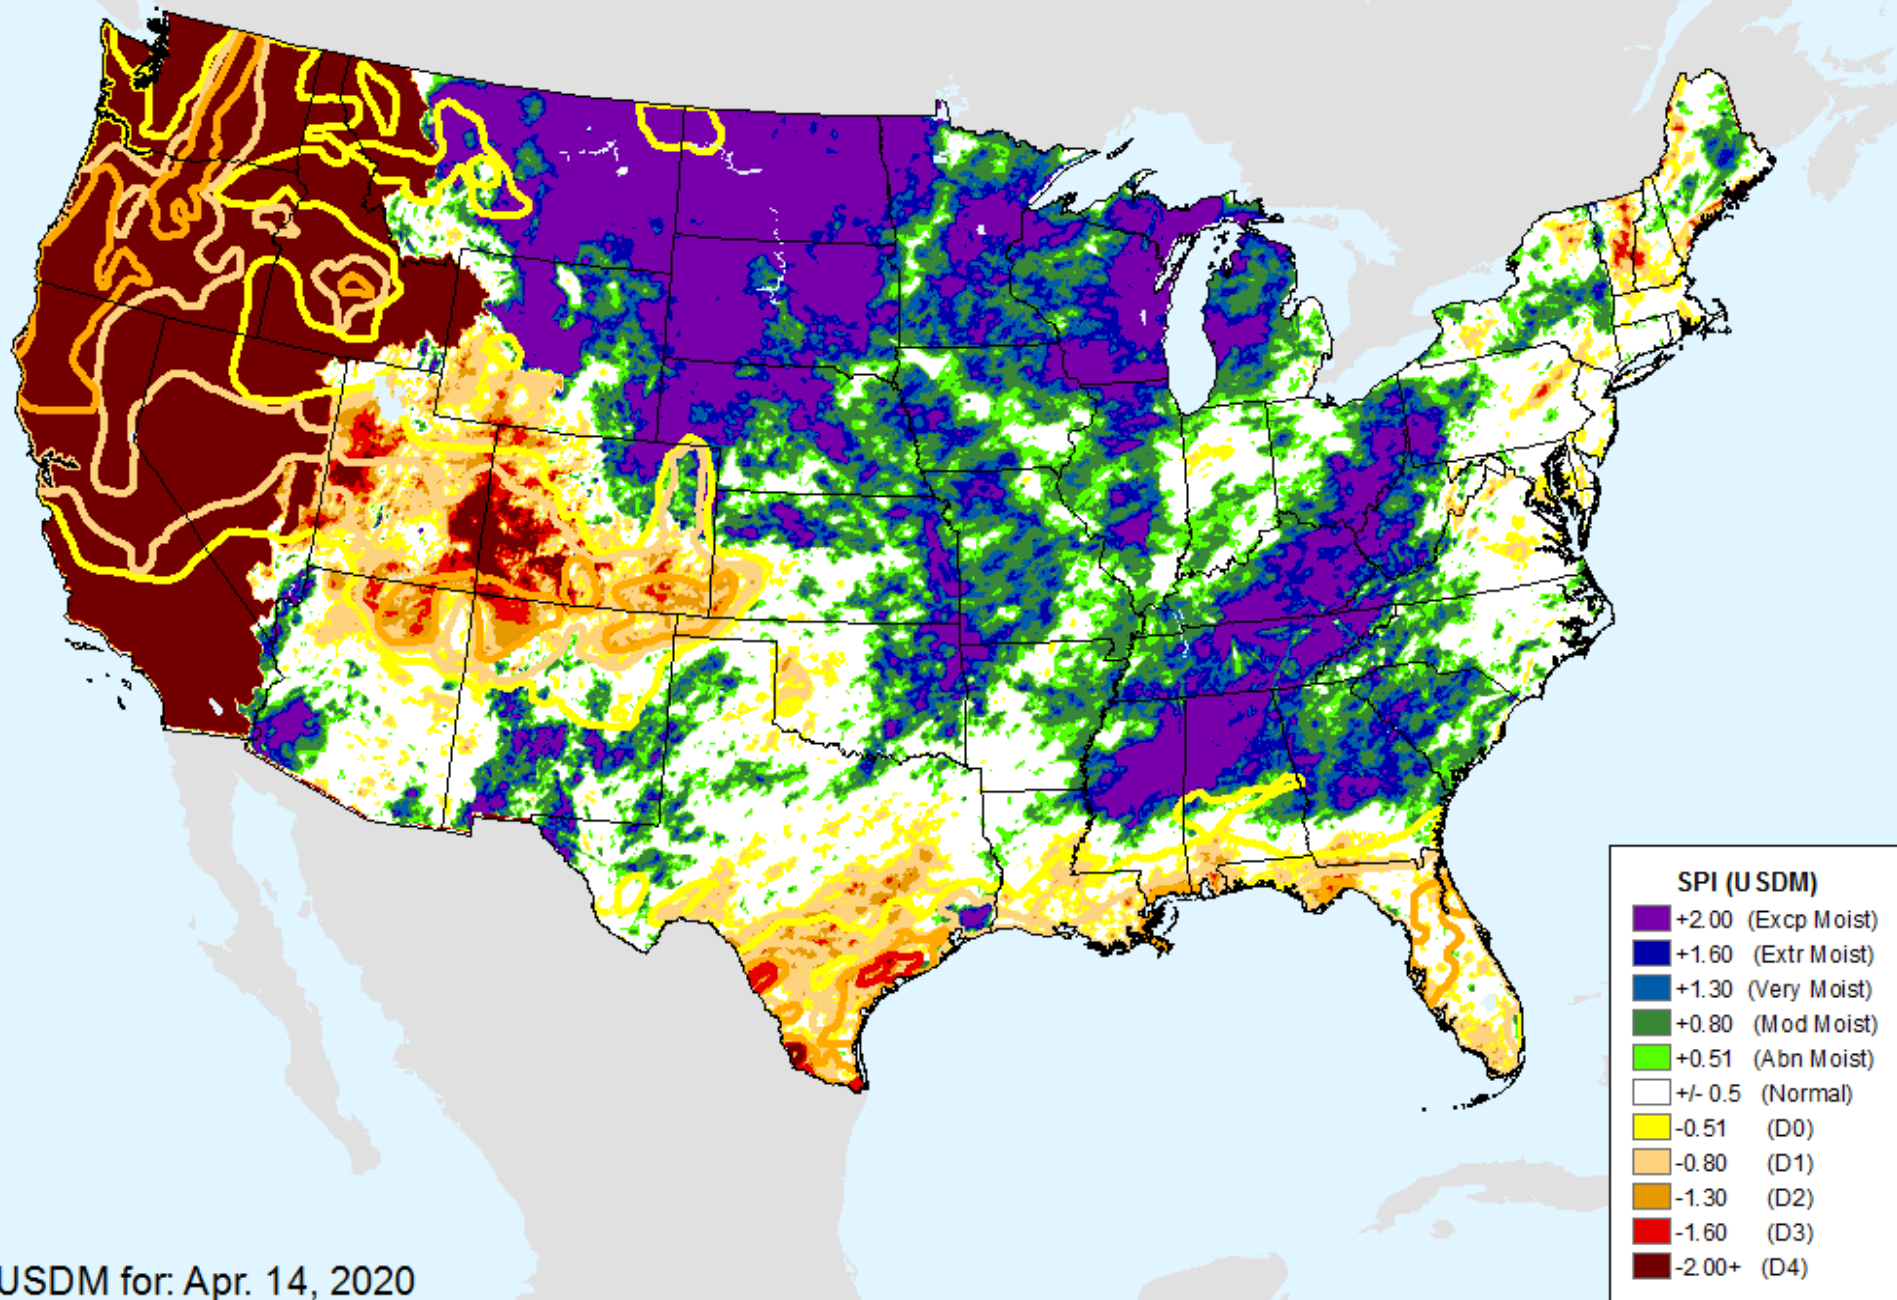 SPI (USDM)
+2.00 (Excp Moist)
+1.60 (Extr Moist)
+1.30 (Very Moist)
+0.80 (Mod Moist)
+0.51 (Abn Moist)
+/- 0.5 (Normal)
-0.51 (D0)
-0.80 (D1)
-1.30 (D2)
-1.60 (D3)
-2.00+ (D4)
USDM for: Apr. 14, 2020